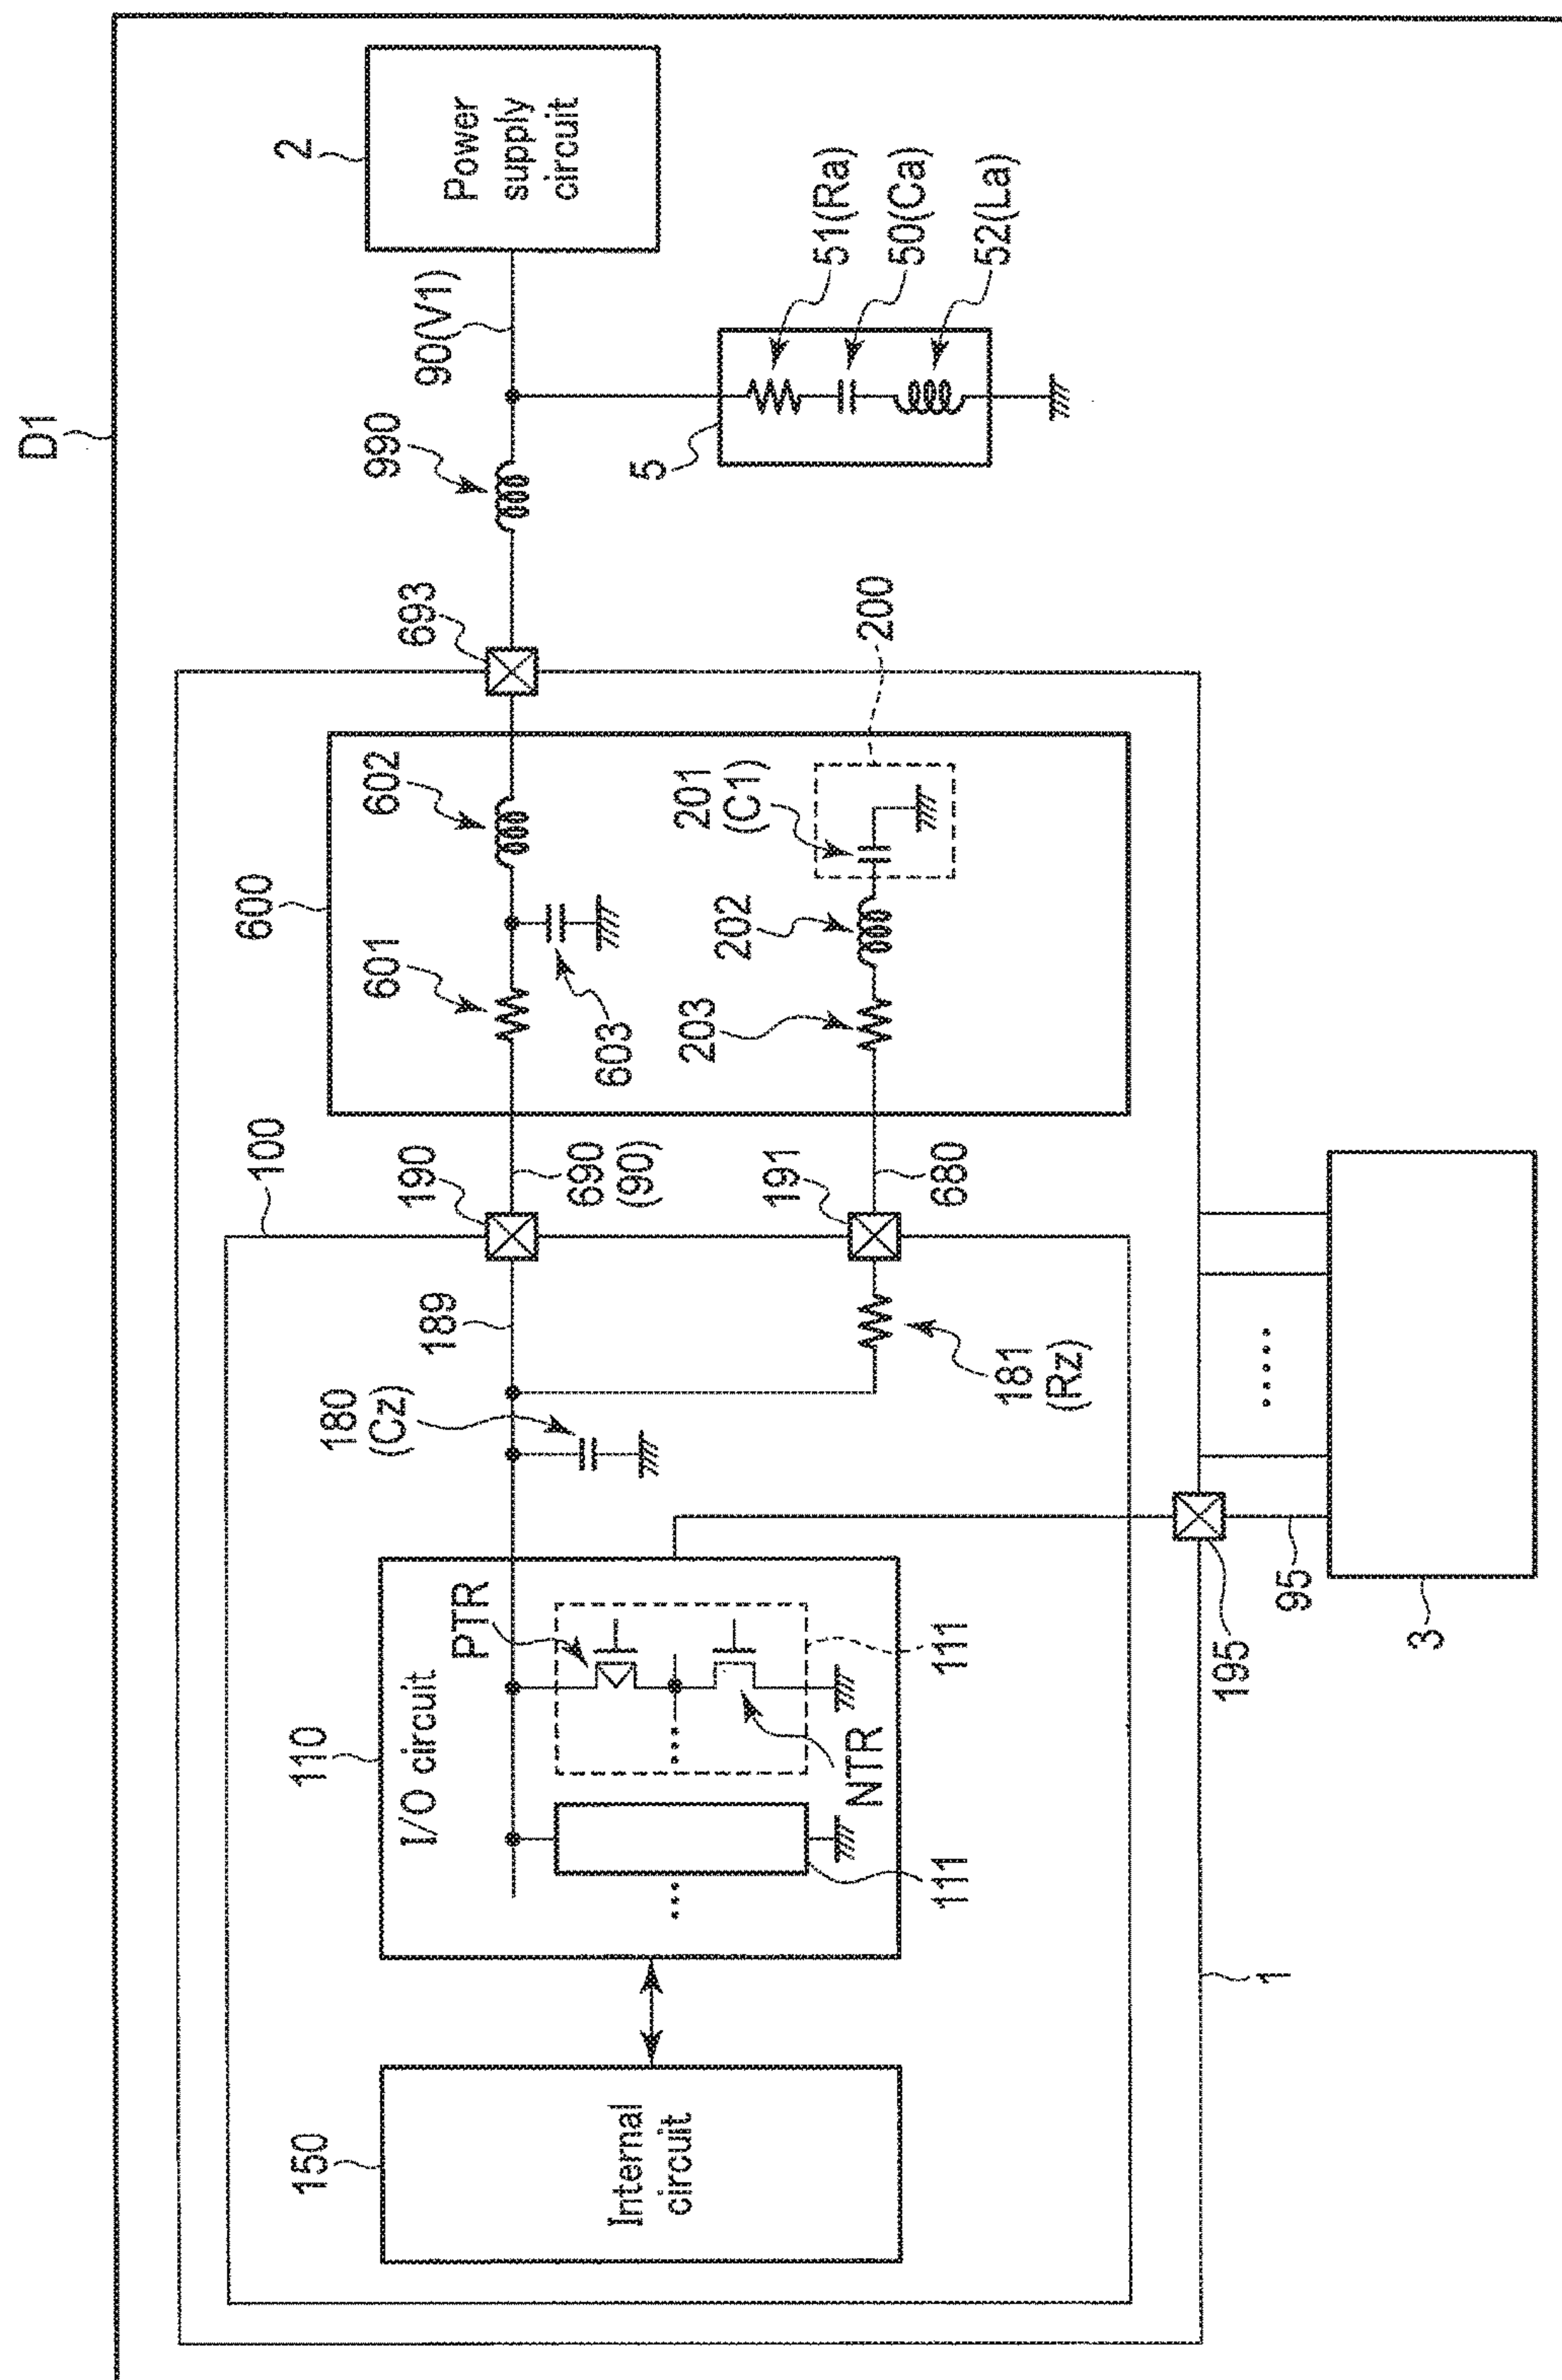 D1
2
Power
supply
circuit
90(V1)
990
693
5
51(Ra)
50(Ca)
52(La)
600
602
601
603
200
201
(C1)
202
203
100
190
690
(90)
191
680
189
180
(Cz)
181
(Rz)
110
I/O circuit
PTR
NTR
111
111
150
Internal
circuit
195
95
3
1